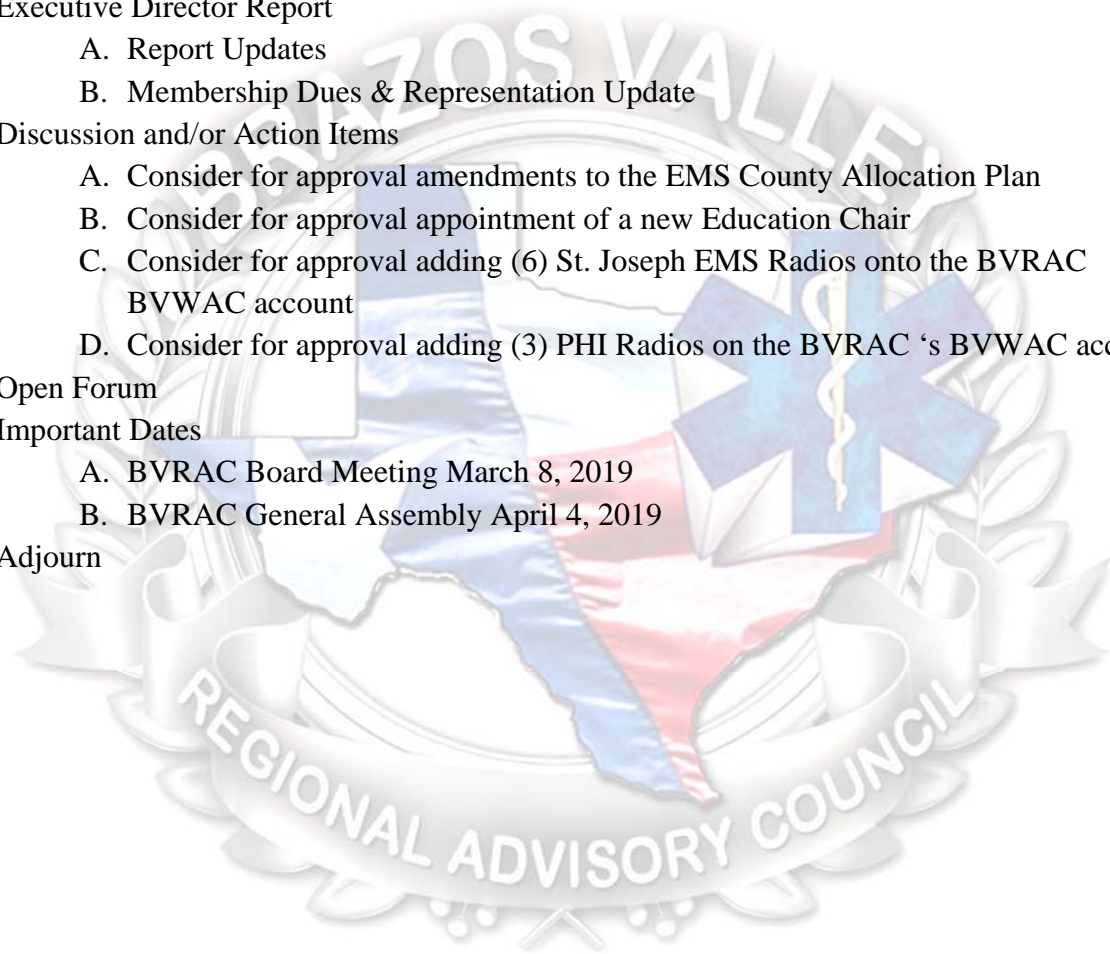 Executive Director Report
A. Report Updates
B. Membership Dues & Representation Update
Discussion and/or Action Items
A. Consider for approval amendments to the EMS County Allocation Plan
B. Consider for approval appointment of a new Education Chair
C. Consider for approval adding (6) St. Joseph EMS Radios onto the BVRAC
BVWAC account
D. Consider for approval adding (3) PHI Radios on the BVRAC ‘s BVWAC
Open Forum
Important Dates
A. BVRAC Board Meeting March 8, 2019
B. BVRAC General Assembly April 4, 2019
Adjourn
BRAZOS VALLEY
REGIONAL ADVISORY COUNCIL